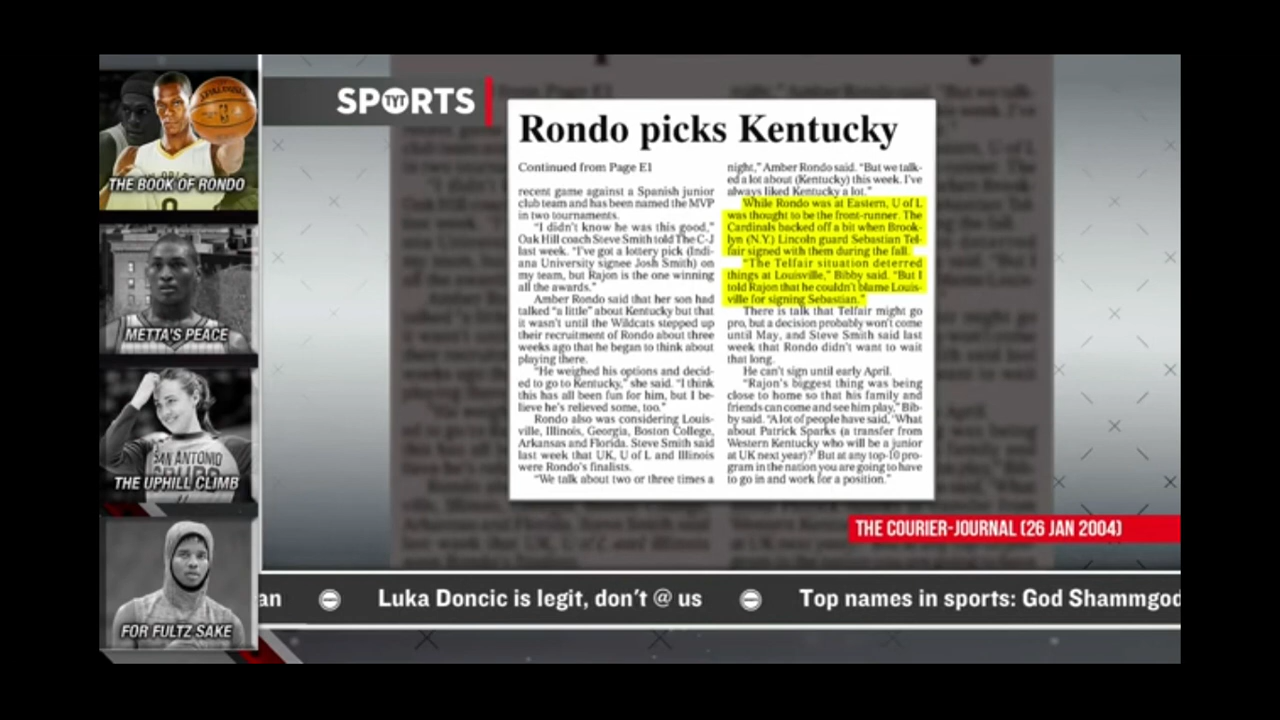 SPORTS
TYT
THE BOOK OF RONDO
METTA'S PEACE
SAN ANTONIO
THE UPHILL CLIMB
FOR FULTZ SAKE
Rondo picks Kentucky
Continued from Page E1
recent game against a Spanish junior
club team and has been named the MVP
in two tournaments.
"I didn't know he was this good,"
Oak Hill coach Steve Smith told The C-J
last week. "I've got a lottery pick (Indi-
ana University signee Josh Smith) on
my team, but Rajon is the one winning
all the awards."
Amber Rondo said that her son had
talked "a little" about Kentucky but that
it wasn't until the Wildcats stepped up
their recruitment of Rondo about three
weeks ago that he began to think about
playing there.
"He weighed his options and decid-
ed to go to Kentucky," she said. "I think
this has all been fun for him, but I be-
lieve he's relieved some, too."
Rondo also was considering Louis-
ville, Illinois, Georgia, Boston College,
Arkansas and Florida. Steve Smith said
last week that UK, U of L and Illinois
were Rondo's finalists.
"We talk about two or three times a
night," Amber Rondo said. "But we talk-
ed a lot about (Kentucky) this week. I've
always liked Kentucky a lot."
While Rondo was at Eastern, U of L
was thought to be the front-runner. The
Cardinals backed off a bit when Brook-
lyn (N.Y.) Lincoln guard Sebastian Tel-
fair signed with them during the fall.
"The Telfair situation deterred
things at Louisville," Bibby said. "But I
told Rajon that he couldn't blame Louis-
ville for signing Sebastian."
There is talk that Telfair might go
pro, but a decision probably won't come
until May, and Steve Smith said last
week that Rondo didn't want to wait
that long.
He can't sign until early April.
"Rajon's biggest thing was being
close to home so that his family and
friends can come and see him play," Bib-
by said. "A lot of people have said, 'What
about Patrick Sparks (a transfer from
Western Kentucky who will be a junior
at UK next year)?' But at any top-10 pro-
gram in the nation you are going to have
to go in and work for a position."
THE COURIER-JOURNAL (26 JAN 2004)
an Luka Doncic is legit, don't @ us Top names in sports: God Shammgod